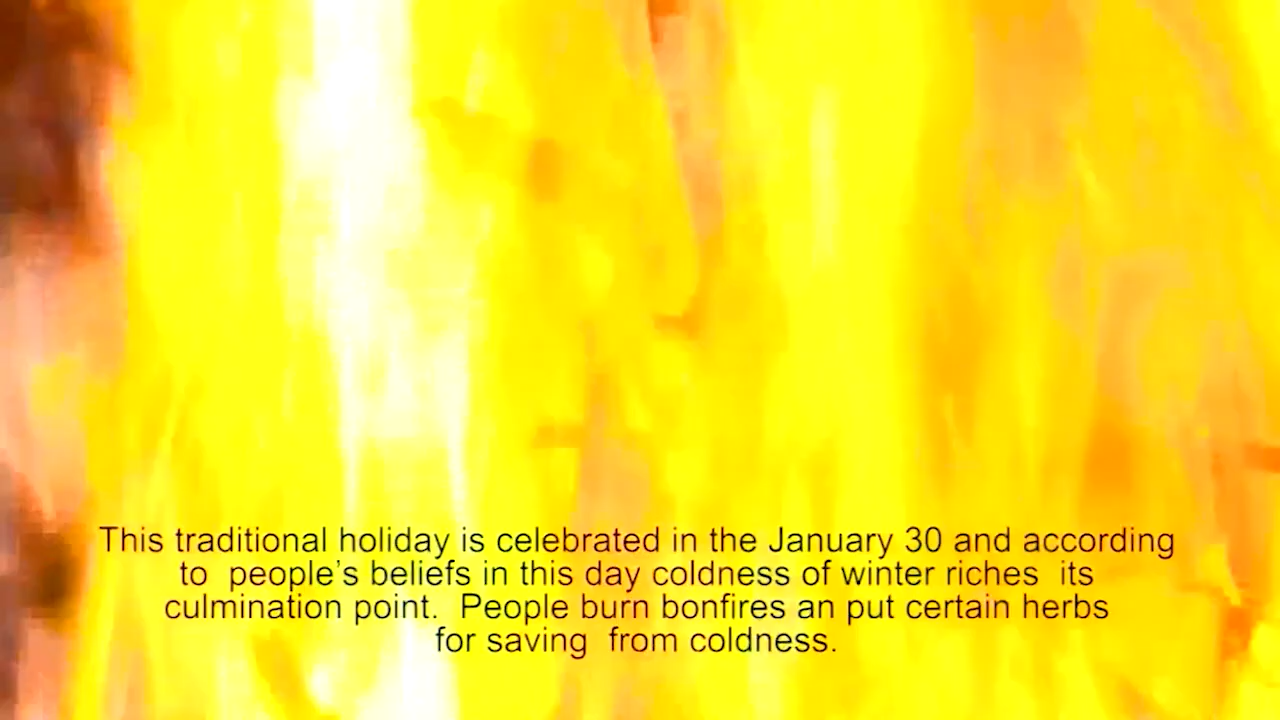 This traditional holiday is celebrated in the January 30 and according
to  people’s beliefs in this day coldness of winter riches  its
culmination point.  People burn bonfires an put certain herbs
for saving  from coldness.